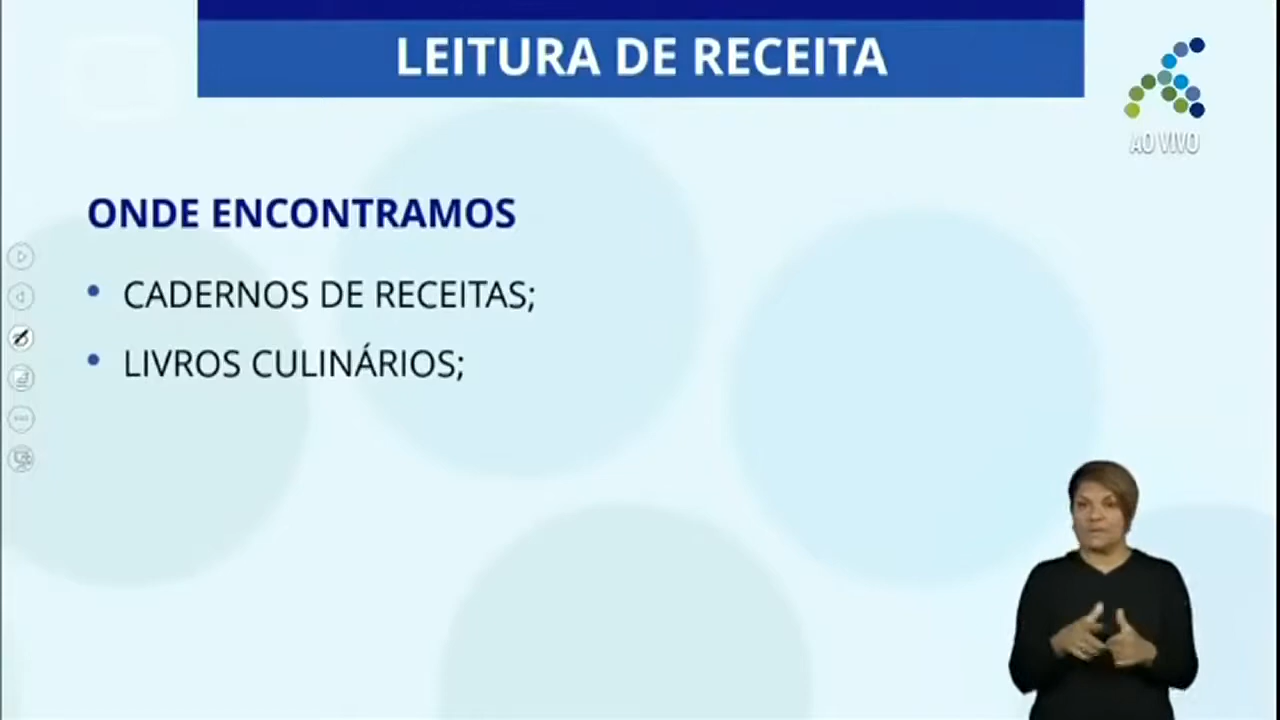 LEITURA DE RECEITA
AO VIVO
ONDE ENCONTRAMOS
• CADERNOS DE RECEITAS;
• LIVROS CULINÁRIOS;